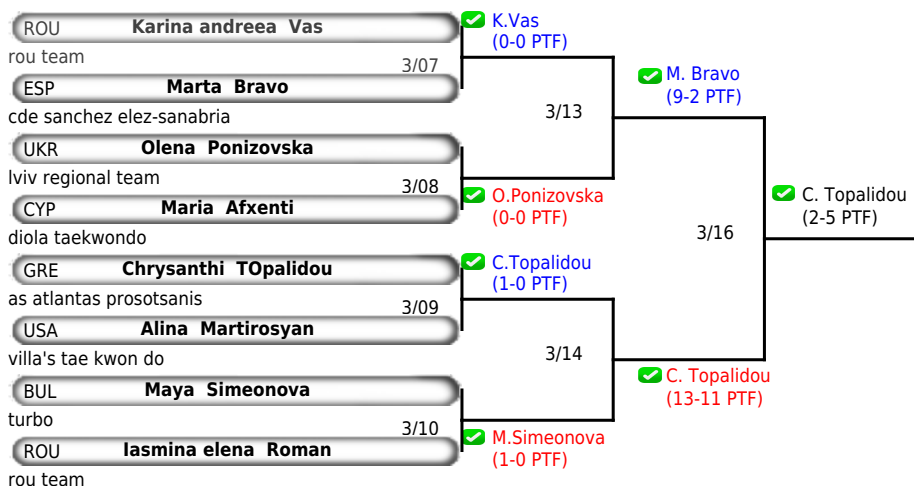 ROU Karina andreea Vas
rou team
3/07
ESP Marta Bravo
cde sanchez elez-sanabria
UKR Olena Ponizovska
lviv regional team
3/08
CYP Maria Afxenti
diola taekwondo
GRE Chrysanthi TOpalidou
as atlantas prosotsanis
3/09
USA Alina Martirosyan
villa's tae kwon do
BUL Maya Simeonova
turbo
3/10
ROU Iasmina elena Roman
rou team
K.Vas
(0-0 PTF)
3/13
O.Ponizovska
(0-0 PTF)
C.Topalidou
(1-0 PTF)
3/14
M.Simeonova
(1-0 PTF)
M. Bravo
(9-2 PTF)
3/16
C. Topalidou
(13-11 PTF)
C. Topalidou
(2-5 PTF)